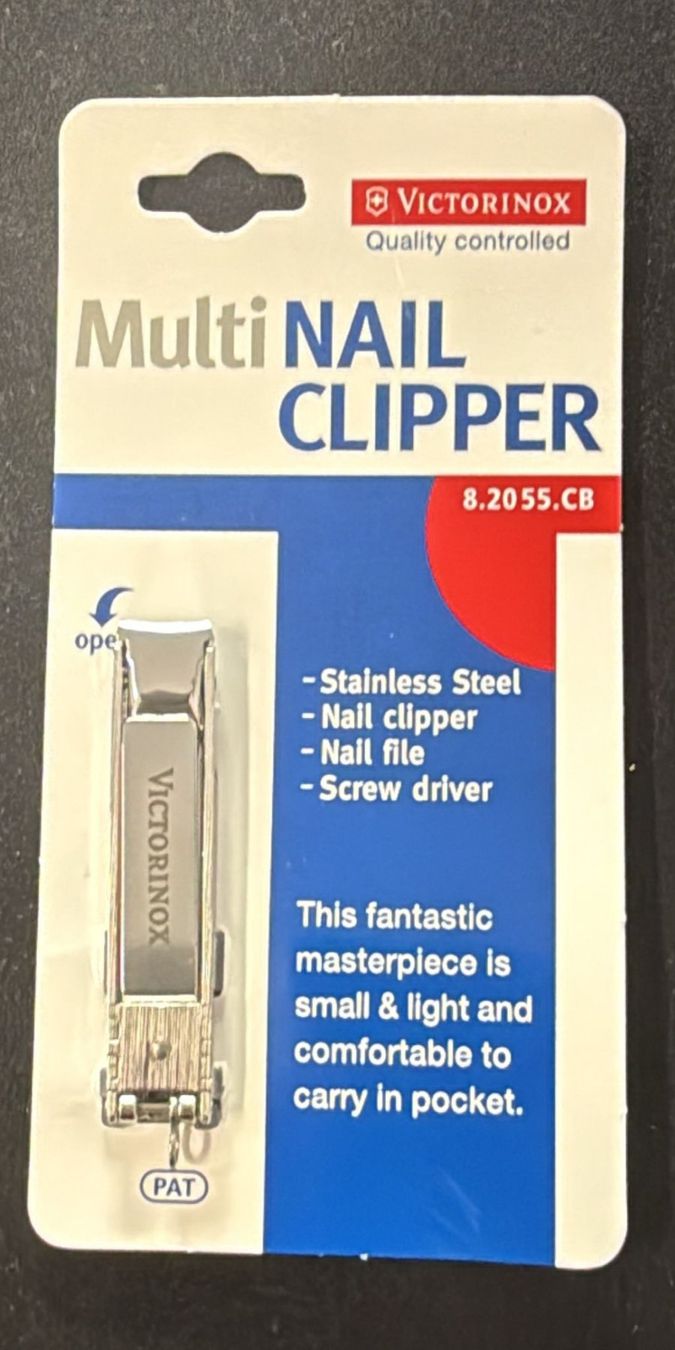 VICTORINOX
Quality controlled
Multi NAIL
CLIPPER
8.2055.CB
ope
- Stainless Steel
- Nail clipper
- Nail file
- Screw driver
VICTORINOX
This fantastic
masterpiece is
small & light and
comfortable to
carry in pocket.
PAT